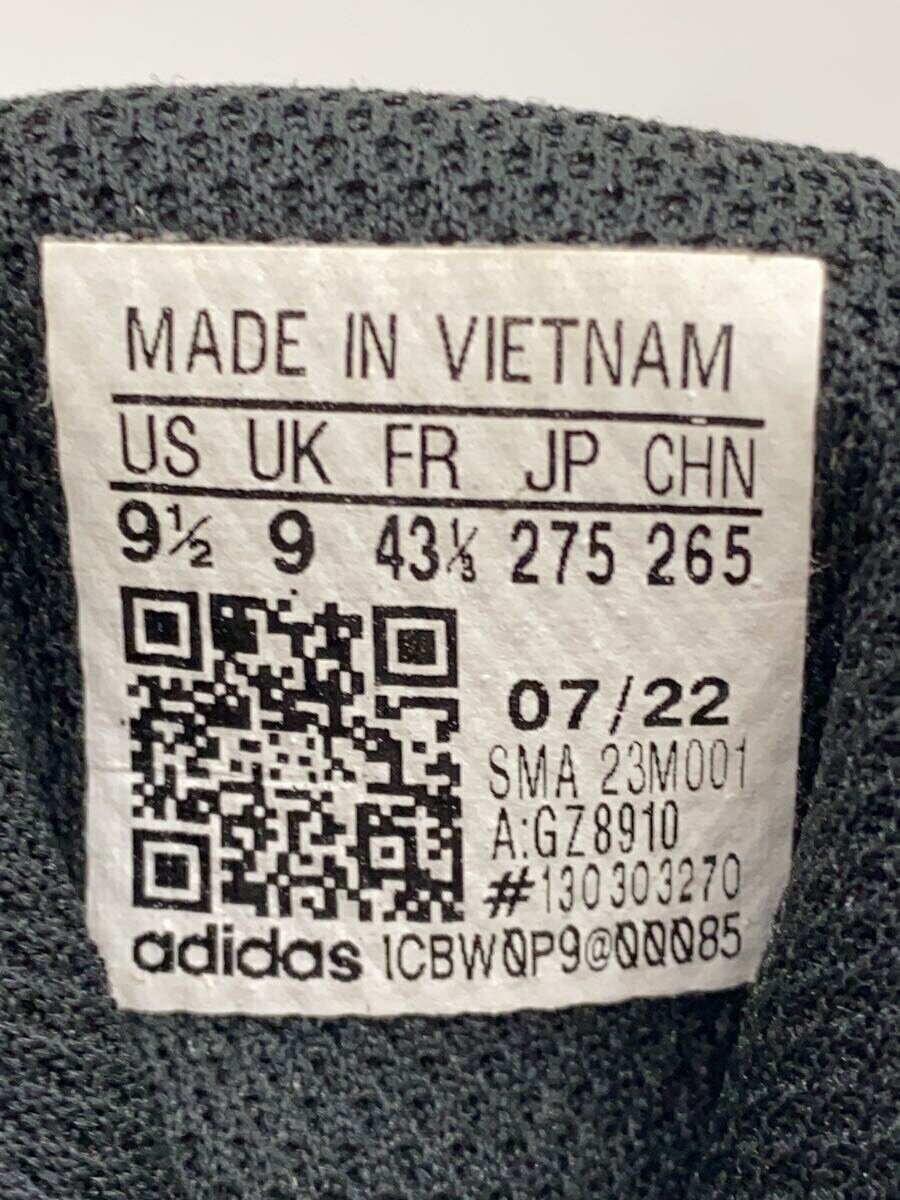 MADE IN VIETNAM
US UK FR JP CHN
9½ 9 43⅓ 275 265
07/22
SMA 23M001
A:GZ8910
#130303270
adidas 1CBW0P9@00085